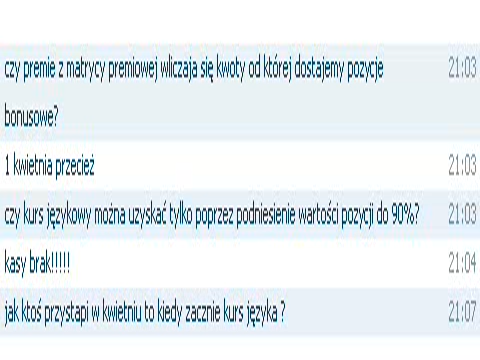 czy premie z matrycy premiowej wliczaja się kwoty od której dostajemy pozycje 21:03
bonusowe?
1 kwietnia przecież 21:03
czy kurs językowy można uzyskać tylko poprzez podniesienie wartości pozycji do 90%? 21:03
kasy brak!!!!! 21:04
jak ktoś przystapi w kwietniu to kiedy zacznie kurs języka ? 21:07